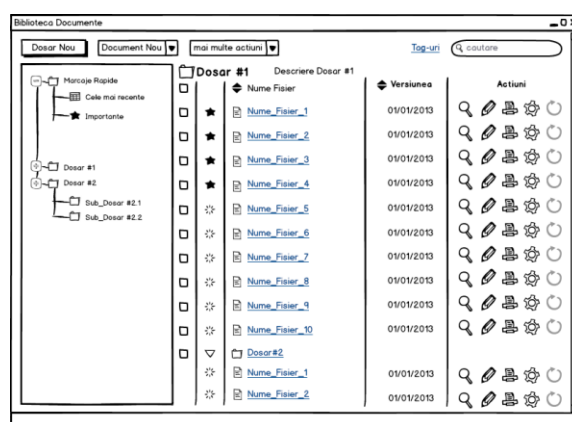 Biblioteca Documente
Dosar Nou Document Nou mai multe actiuni Tag-uri cautare
Dosar #1 Descriere Dosar #1
Marcaje Rapide
Cele mai recente
Importante
Dosar #1
Dosar #2
Sub_Dosar #2.1
Sub_Dosar #2.2
Nume Fisier Versiunea Actiuni
Nume_Fisier_1 01/01/2013
Nume_Fisier_2 01/01/2013
Nume_Fisier_3 01/01/2013
Nume_Fisier_4 01/01/2013
Nume_Fisier_5 01/01/2013
Nume_Fisier_6 01/01/2013
Nume_Fisier_7 01/01/2013
Nume_Fisier_8 01/01/2013
Nume_Fisier_9 01/01/2013
Nume_Fisier_10 01/01/2013
Dosar#2
Nume_Fisier_1 01/01/2013
Nume_Fisier_2 01/01/2013